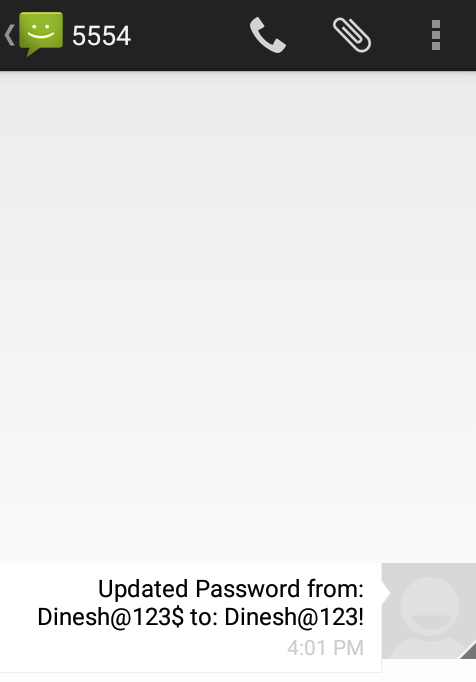 5554
Updated Password from:
Dinesh@123$ to: Dinesh@123!
4:01 PM